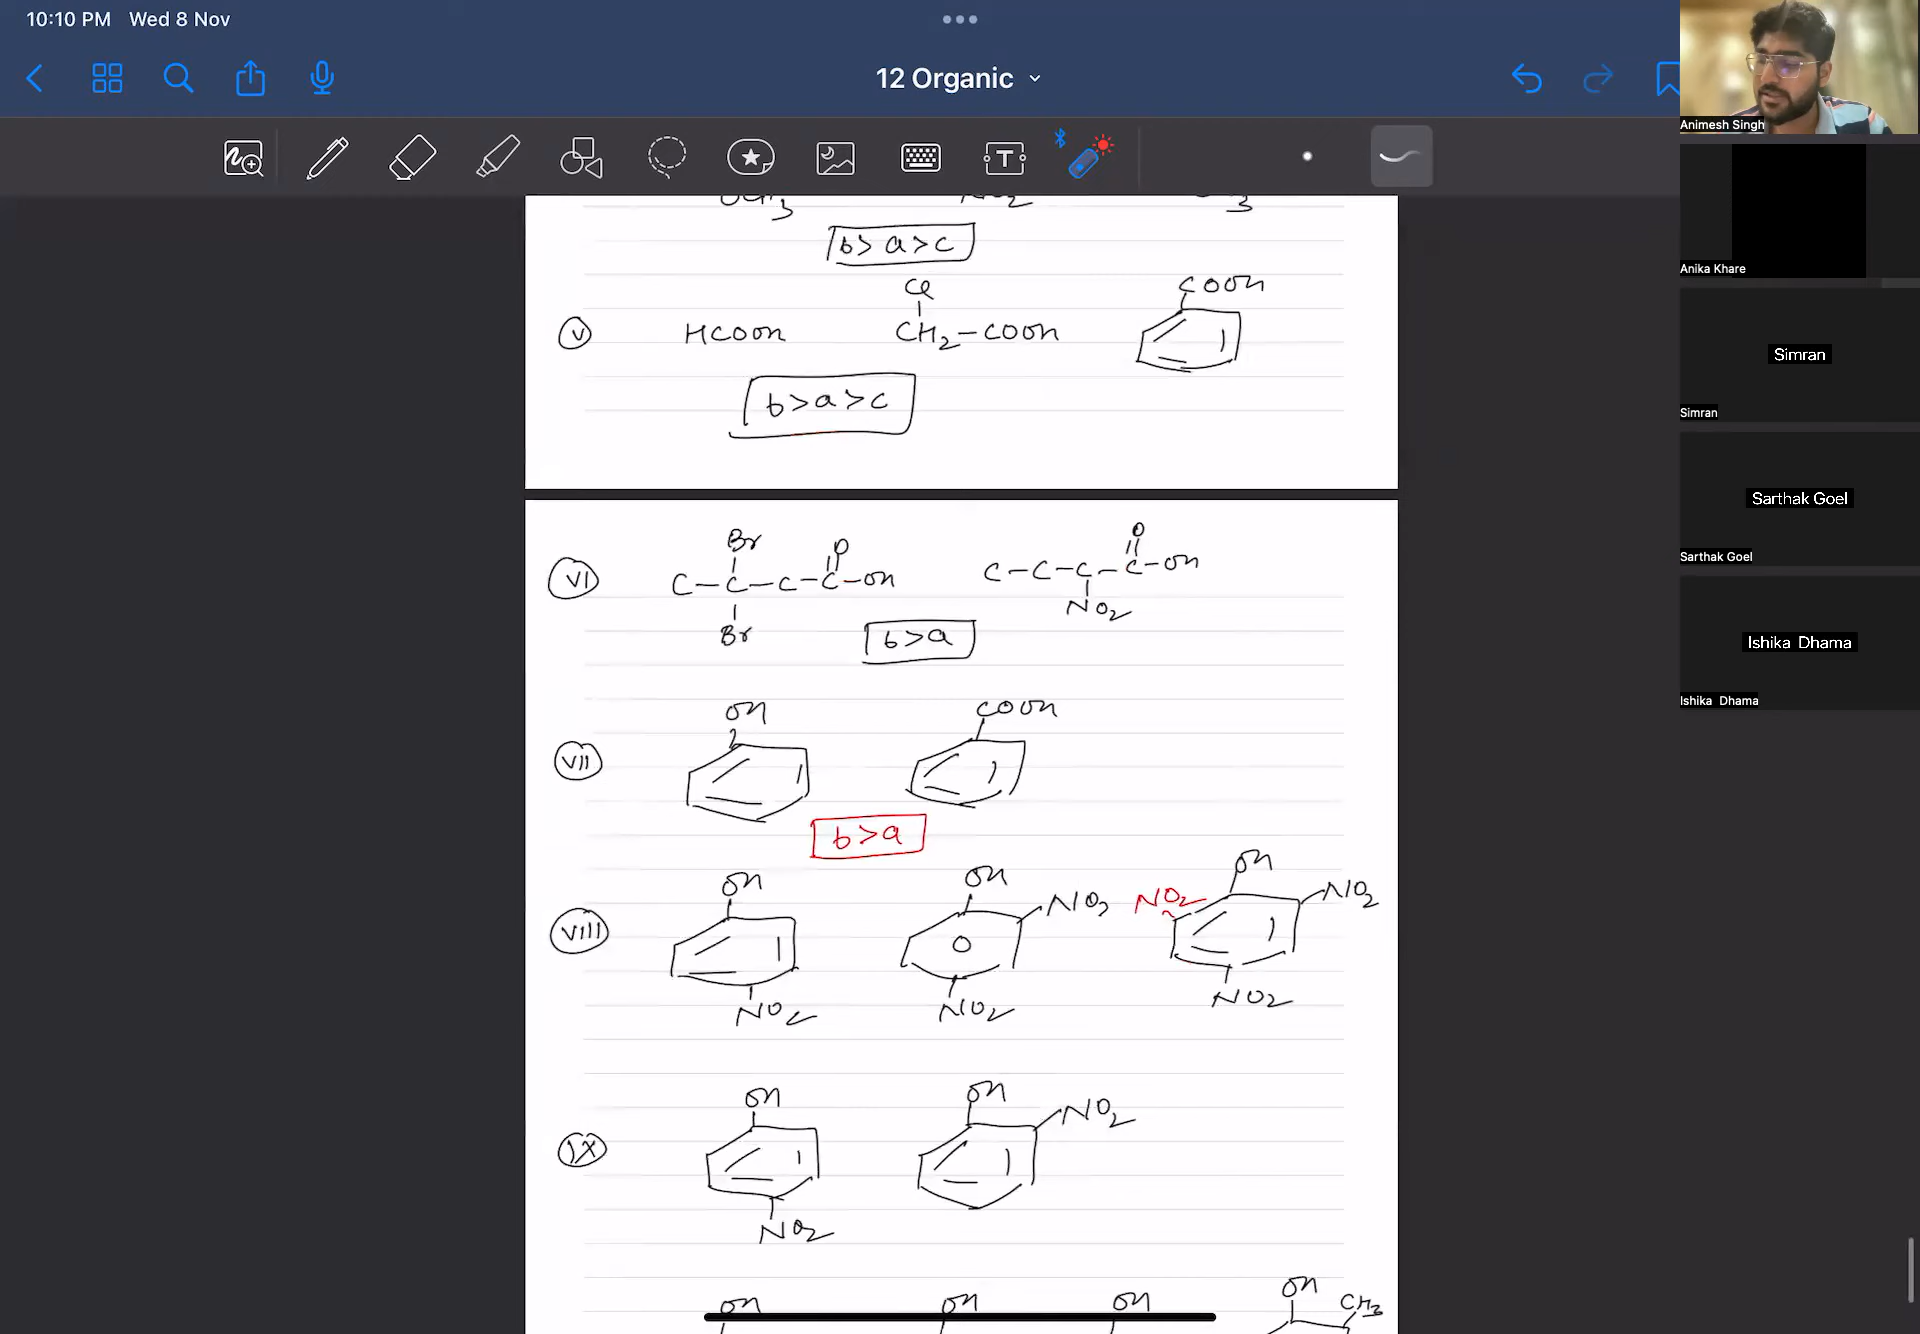 10:10 PM Wed 8 Nov
12 Organic
Animesh Singh
Anika Khare
Simran
Simran
Sarthak Goel
Sarthak Goel
Ishika Dhama
Ishika Dhama
b > a > c
Cl
COOH
V HCOOH CH2-COOH
b > a > c
Br O O
VI C-C-C-C-OH C-C-C-C-OH
Br NO2
b > a
OH COOH
VII
b > a
OH OH NO2 NO2 OH NO2
VIII
NO2 NO2 NO2
OH OH NO2
IX
NO2
OH OH OH OH CH3